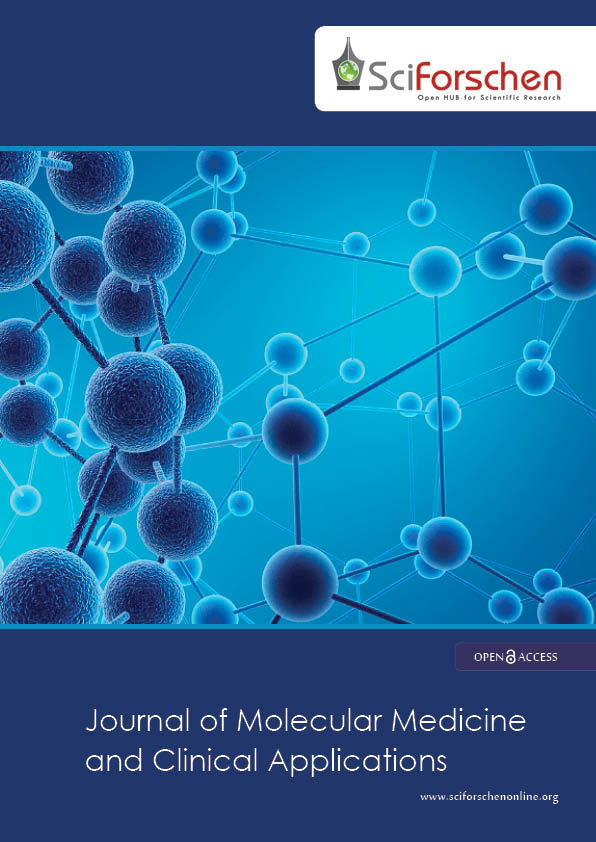 SciForschen
Open HUB for Scientific Research
OPEN ACCESS
Journal of Molecular Medicine
and Clinical Applications
www.sciforschenonline.org